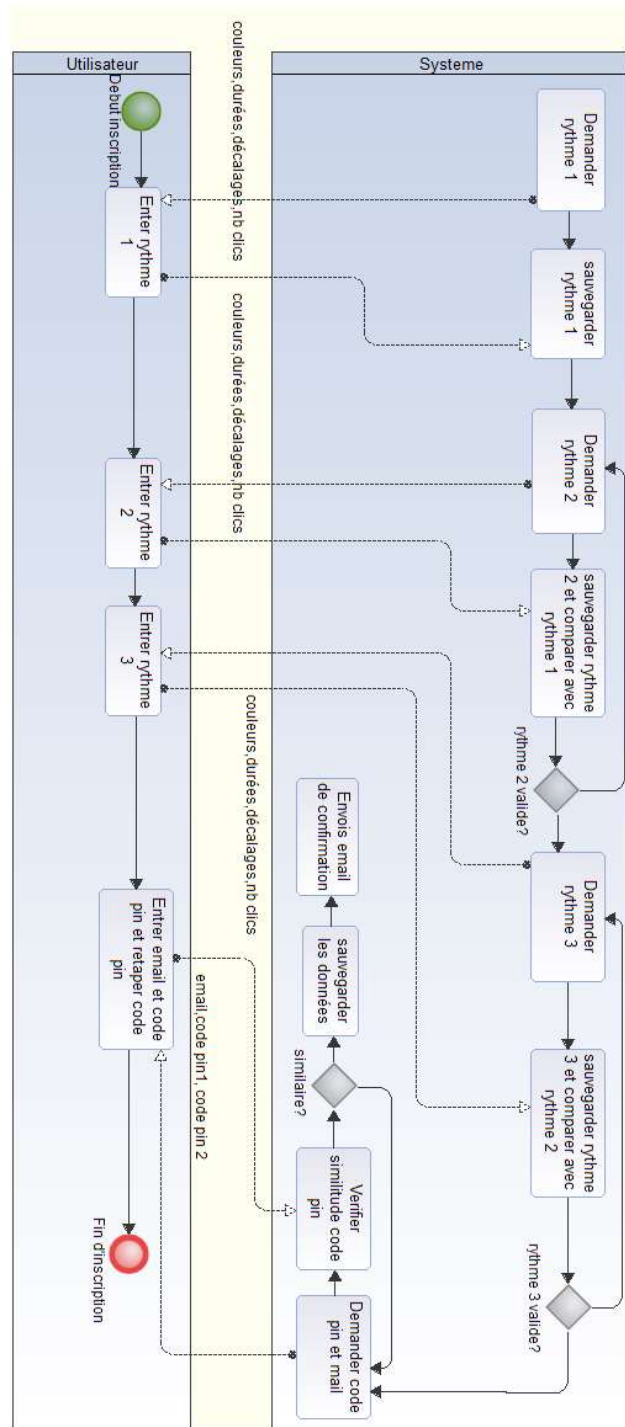 Systeme
Demander
rythme 1
sauvegarder
rythme 1
Demander
rythme 2
sauvegarder rythme
2 et comparer avec
rythme 1
rythme 2 valide?
Demander
rythme 3
sauvegarder rythme
3 et comparer avec
rythme 2
rythme 3 valide?
Envois email
de confirmation
sauvegarder
les données
similaire?
Verifier
similitude code
pin
Demander code
pin et mail
couleurs,durées,décalages,nb clics
couleurs,durées,décalages,nb clics
couleurs,durées,décalages,nb clics
email,code pin1, code pin 2
Utilisateur
Debut inscription
Enter rythme
1
Entrer rythme
2
Entrer rythme
3
Entrer email et code
pin et retaper code
pin
Fin d'inscription